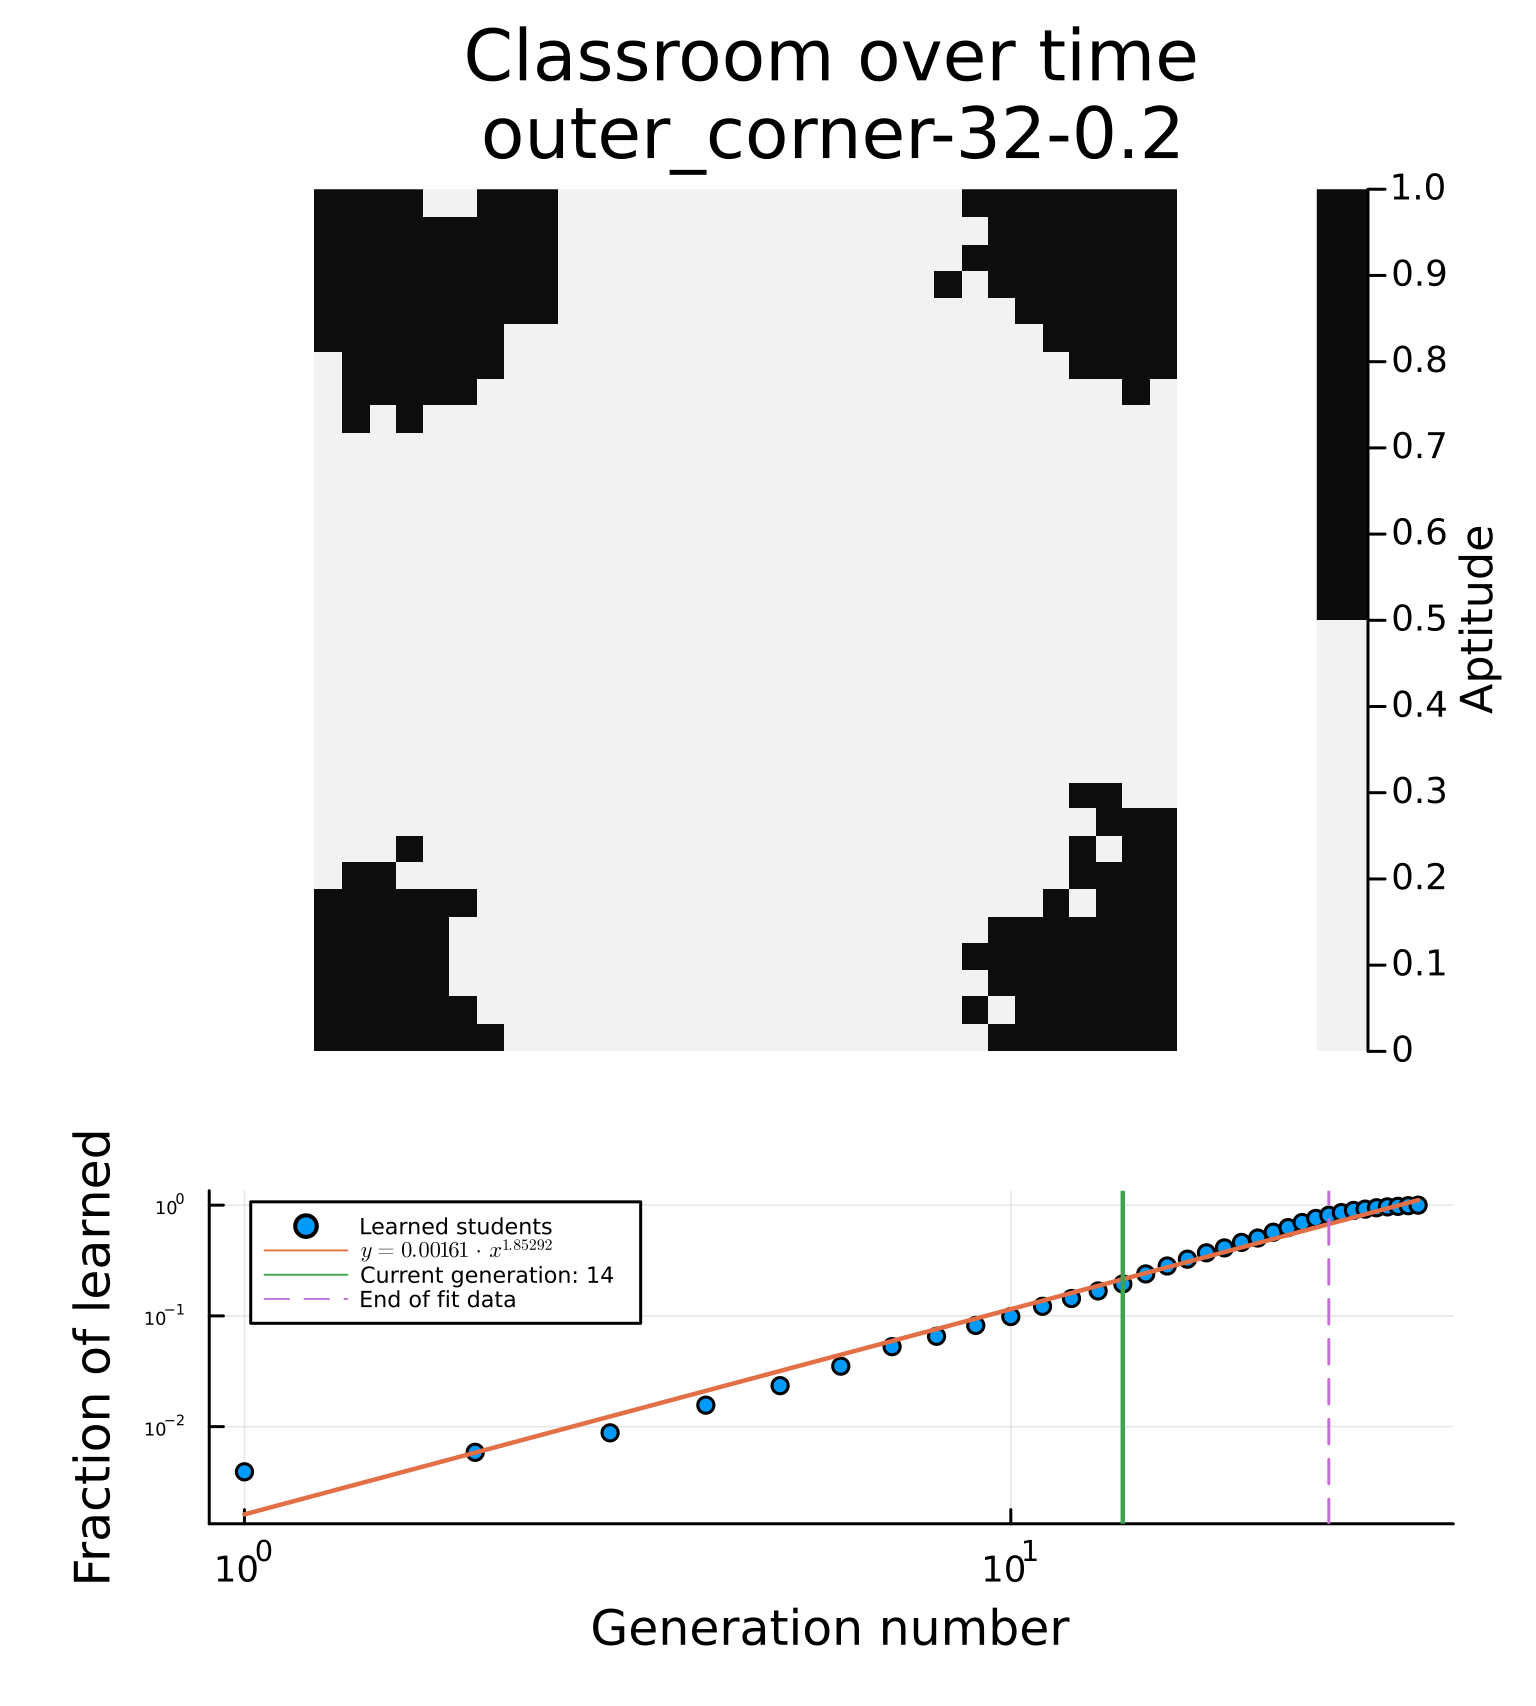 Classroom over time
outer_corner-32-0.2
1.0
0.9
0.8
0.7
0.6
0.5
0.4
0.3
0.2
0.1
0
Aptitude
Fraction of learned
10^0
10^-1
10^-2
Learned students
y = 0.00161 · x^1.85292
Current generation: 14
End of fit data
10^0
10^1
Generation number